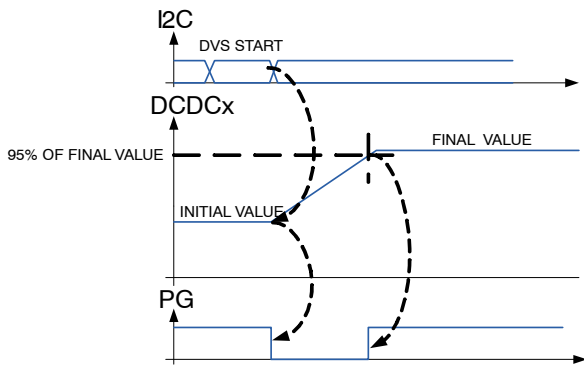 I2C
DVS START
DCDCx
FINAL VALUE
95% OF FINAL VALUE
INITIAL VALUE
PG